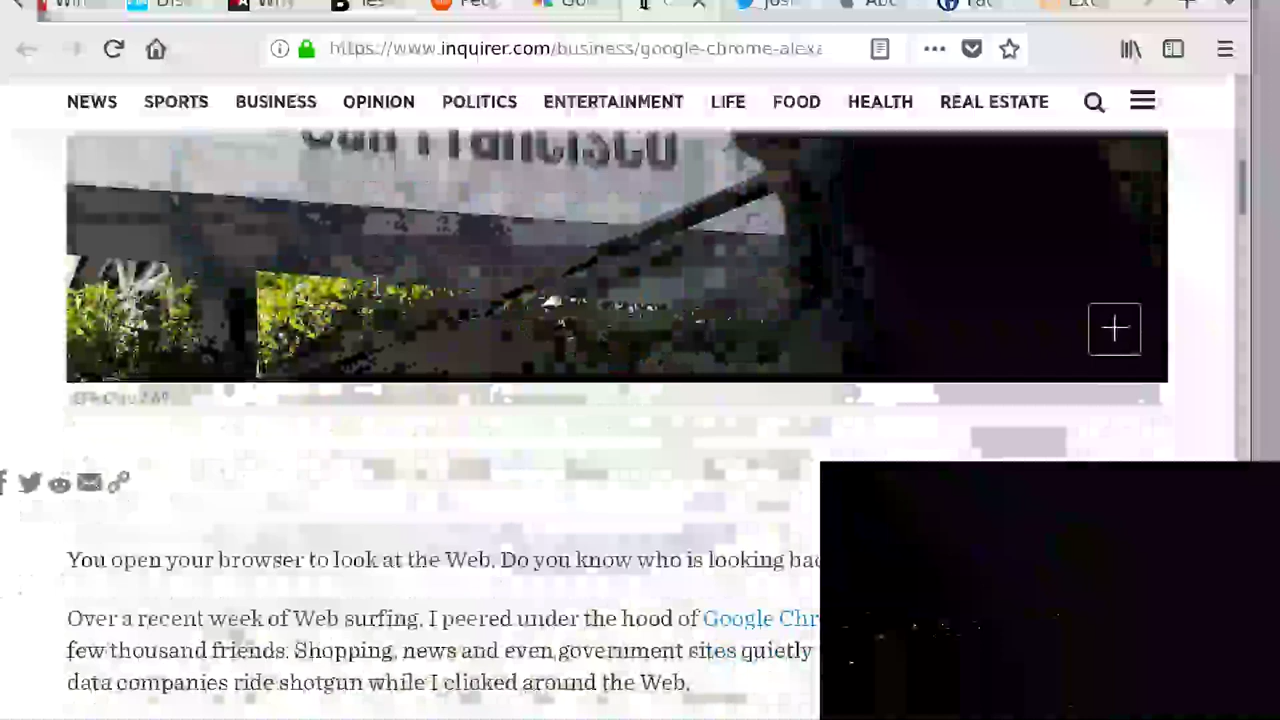 https://www.inquirer.com/business/google-chrome-alexa
NEWS SPORTS BUSINESS OPINION POLITICS ENTERTAINMENT LIFE FOOD HEALTH REAL ESTATE
San Francisco
You open your browser to look at the Web. Do you know who is looking
Over a recent week of Web surfing, I peered under the hood of Google Chr
few thousand friends: Shopping, news and even government sites quietly
data companies ride shotgun while I clicked around the Web.